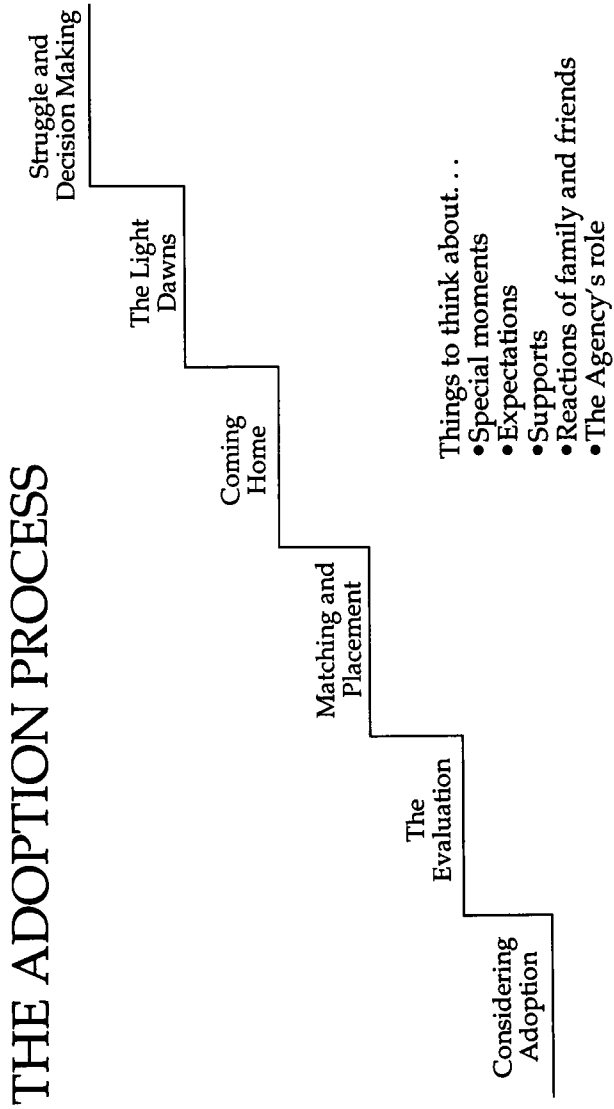 THE ADOPTION PROCESS
Considering
Adoption
The
Evaluation
Matching and
Placement
Coming
Home
The Light
Dawns
Struggle and
Decision Making
Things to think about...
•Special moments
•Expectations
•Supports
•Reactions of family and friends
•The Agency's role